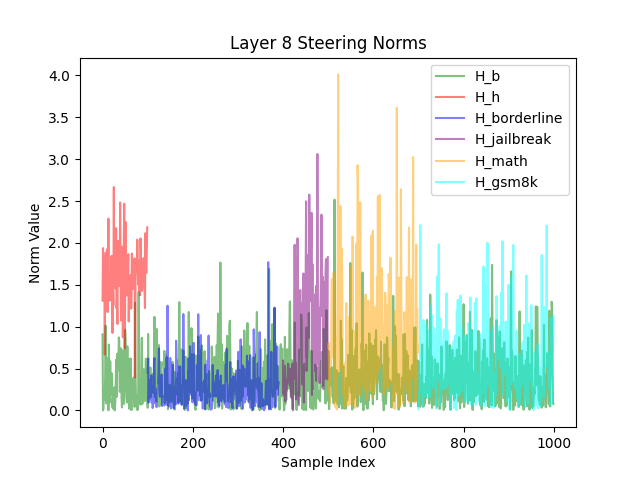 Layer 8 Steering Norms
4.0
3.5
3.0
2.5
2.0
1.5
1.0
0.5
0.0
Norm Value
H_b
H_h
H_borderline
H_jailbreak
H_math
H_gsm8k
0
200
400
600
800
1000
Sample Index